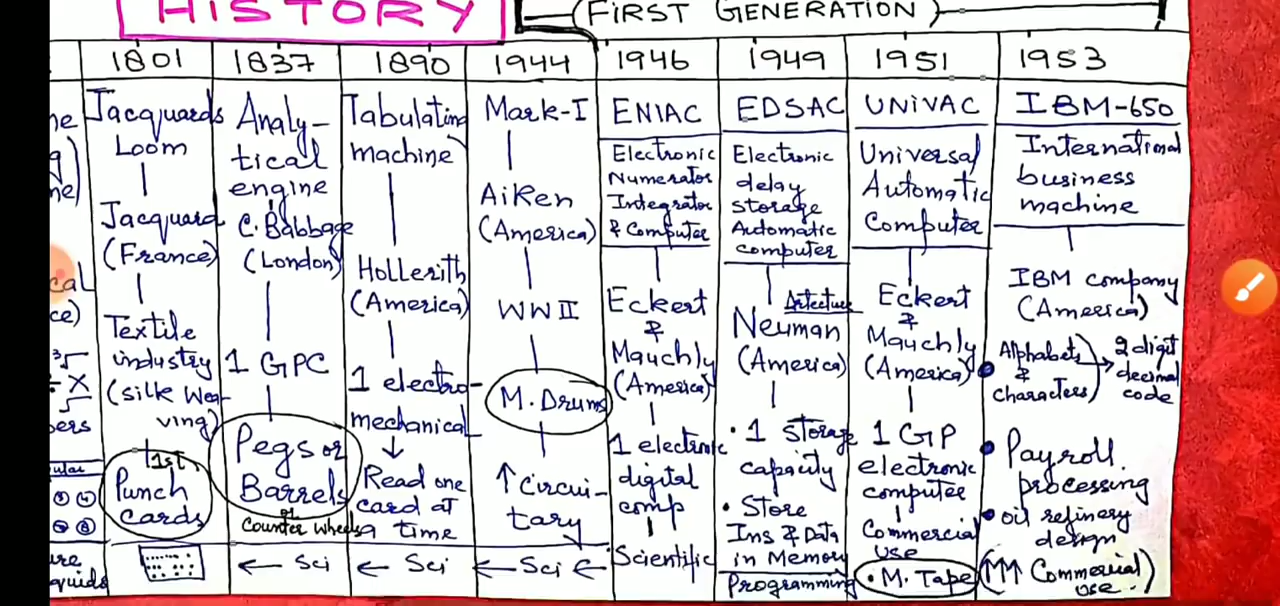 HISTORY
(FIRST GENERATION)
1801
Jacquards
Loom
Jacquard
(France)
Textile
industry
(Silk Wea-
ving)
1st
Punch
cards
1837
Analy-
tical
engine
C. Babbage
(London)
1 GPC
Pegs or
Barrels
or
Counter wheels
← Sci
1890
Tabulating
machine
Hollerith
(America)
1 electro-
mechanical
Read one
card at
a time
← Sci
1944
Mark-I
Aiken
(America)
WW II
M. Drums
↑ circui-
tary
← Sci ←
1946
ENIAC
Electronic
Numerator
Integrator
& Computer
Eckert
&
Mauchly
(America)
1 electronic
digital
comp
Scientific
1949
EDSAC
Electronic
delay
storage
Automatic
computer
Neuman
(America)
• 1 storage
capacity
• Store
Ins & Data
in Memory
Programming
1951
UNIVAC
Universal
Automatic
Computer
Eckert
&
Mauchly
(America)
1 GP
electronic
computer
Commercial
use
• M. Tape
1953
IBM-650
International
business
machine
IBM company
(America)
Alphabets
&
characters
2 digit
decimal
code
Payroll
processing
oil refinery
design
(↑↑ Commercial
use.)